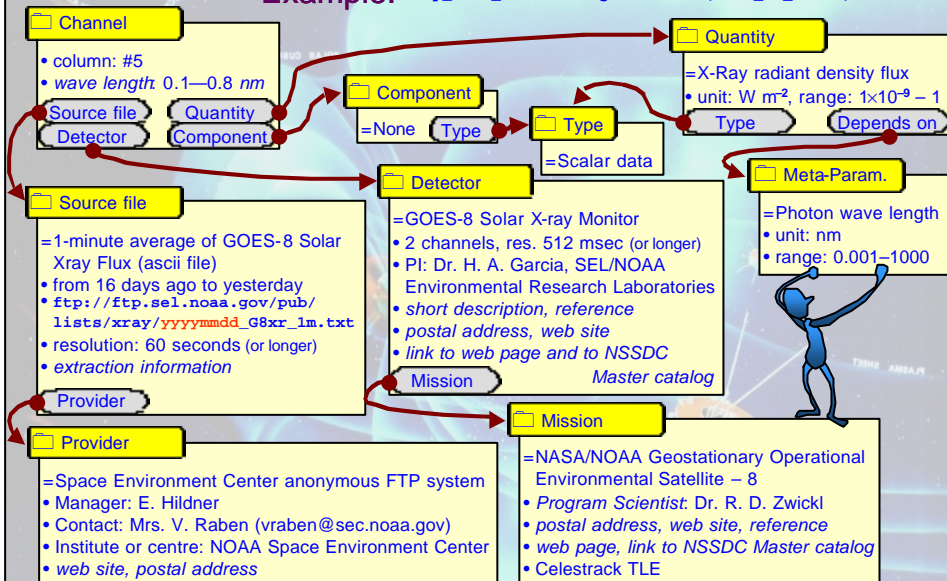 Example:
Channel
• column: #5
• wave length: 0.1—0.8 nm
Source file
Quantity
Detector
Component
Component
=None
Type
Type
=Scalar data
Quantity
=X-Ray radiant density flux
• unit: W m–2, range: 1×10–9 – 1
Type
Depends on
Meta-Param.
=Photon wave length
• unit: nm
• range: 0.001–1000
Source file
=1-minute average of GOES-8 Solar
Xray Flux (ascii file)
• from 16 days ago to yesterday
• ftp://ftp.sel.noaa.gov/pub/
lists/xray/yyyymmdd_G8xr_1m.txt
• resolution: 60 seconds (or longer)
• extraction information
Provider
Detector
=GOES-8 Solar X-ray Monitor
• 2 channels, res. 512 msec (or longer)
• PI: Dr. H. A. Garcia, SEL/NOAA
Environmental Research Laboratories
• short description, reference
• postal address, web site
• link to web page and to NSSDC
Master catalog
Mission
Provider
=Space Environment Center anonymous FTP system
• Manager: E. Hildner
• Contact: Mrs. V. Raben (vraben@sec.noaa.gov)
• Institute or centre: NOAA Space Environment Center
• web site, postal address
Mission
=NASA/NOAA Geostationary Operational
Environmental Satellite – 8
• Program Scientist: Dr. R. D. Zwickl
• postal address, web site, reference
• web page, link to NSSDC Master catalog
• Celestrack TLE
PLASMA SHEET